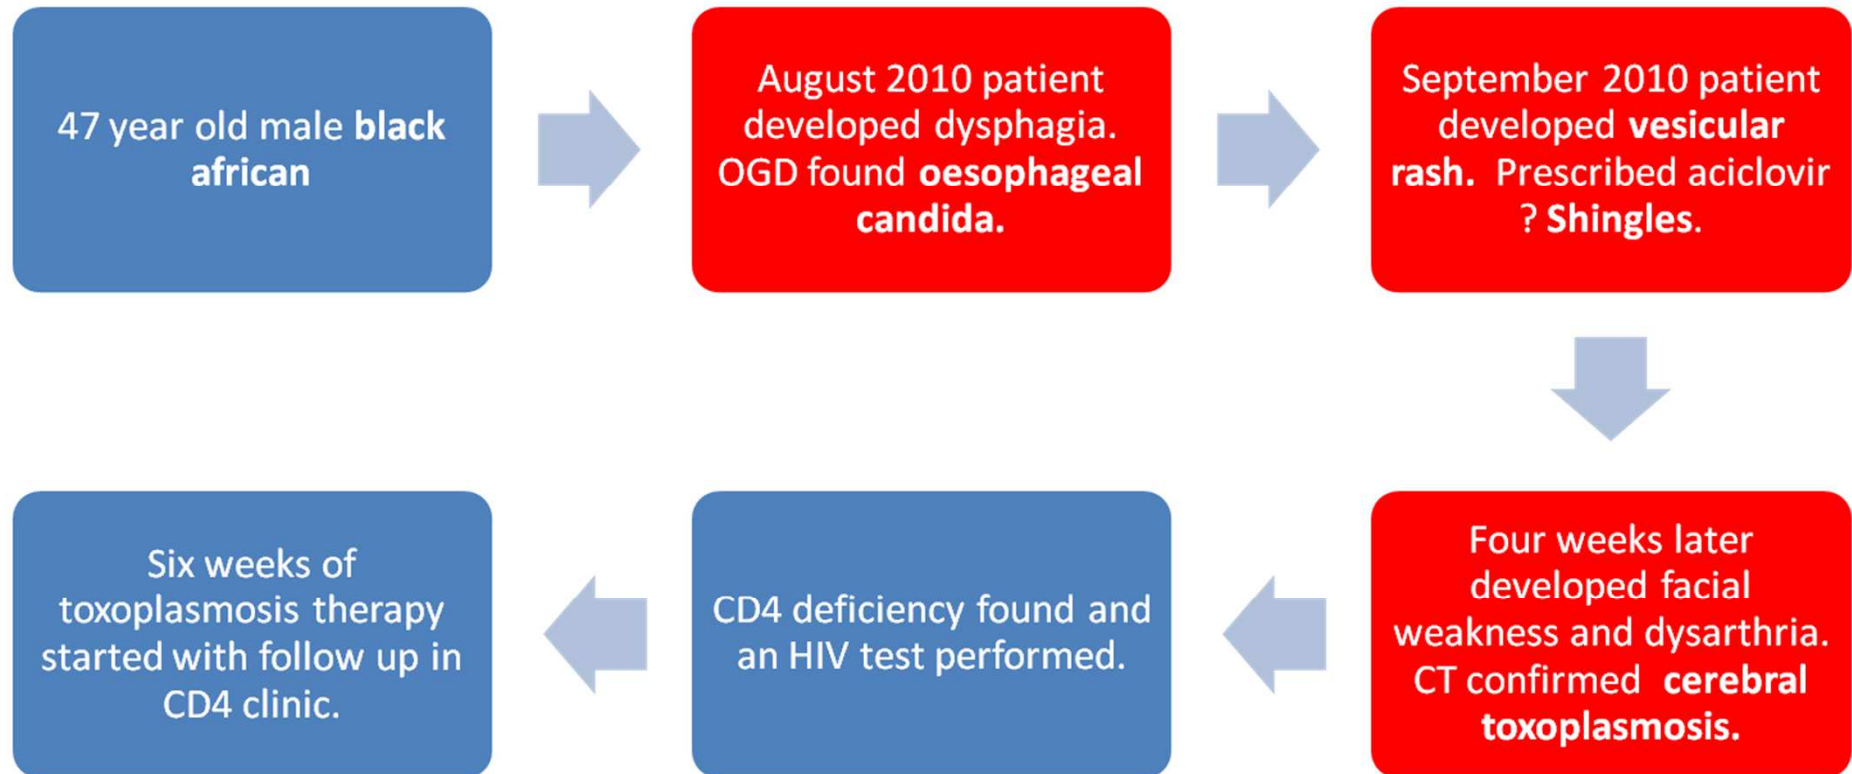 47 year old male black
african
August 2010 patient
developed dysphagia.
OGD found oesophageal
candida.
September 2010 patient
developed vesicular
rash. Prescribed aciclovir
? Shingles.
Four weeks later
developed facial
weakness and dysarthria.
CT confirmed cerebral
toxoplasmosis.
CD4 deficiency found and
an HIV test performed.
Six weeks of
toxoplasmosis therapy
started with follow up in
CD4 clinic.